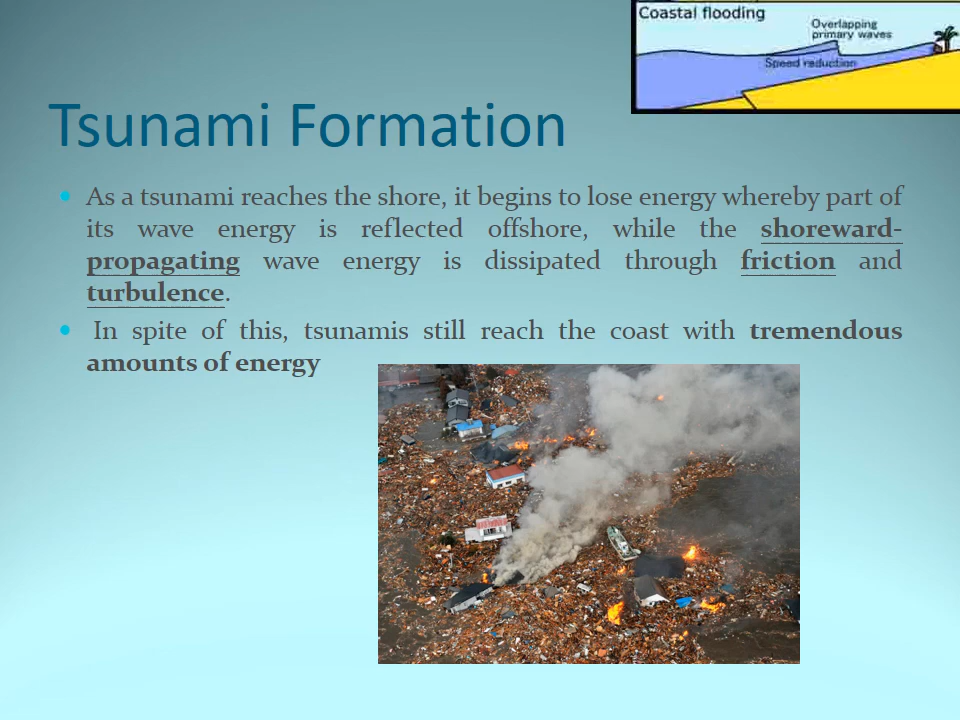 Coastal flooding
Overlapping
primary waves
Speed reduction
Tsunami Formation
As a tsunami reaches the shore, it begins to lose energy whereby part of
its wave energy is reflected offshore, while the shoreward-
propagating wave energy is dissipated through friction and
turbulence.
In spite of this, tsunamis still reach the coast with tremendous
amounts of energy